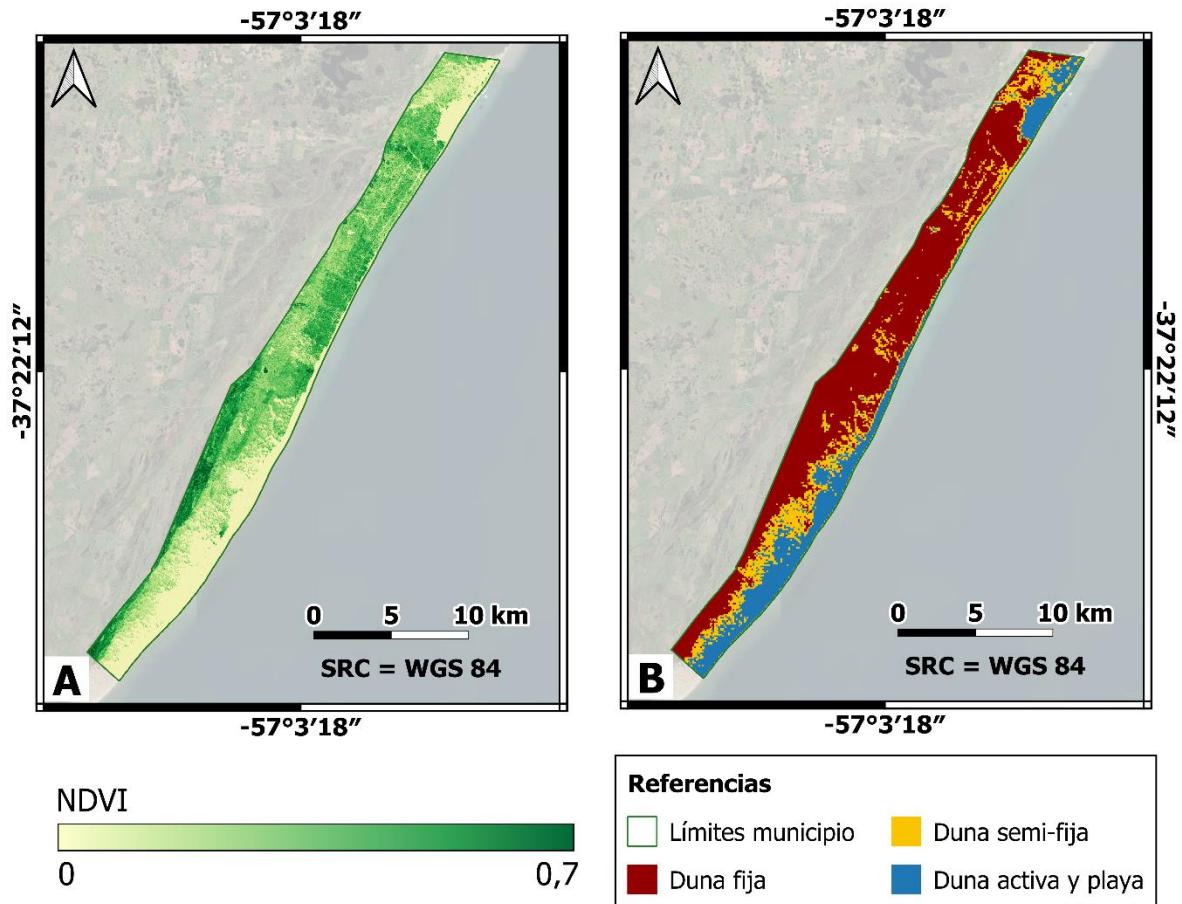 -57°3′18″
-57°3′18″
-37°22′12″
-37°22′12″
0 5 10 km
SRC = WGS 84
A
0 5 10 km
SRC = WGS 84
B
-57°3′18″
-57°3′18″
NDVI
0 0,7
Referencias
Límites municipio
Duna semi-fija
Duna fija
Duna activa y playa